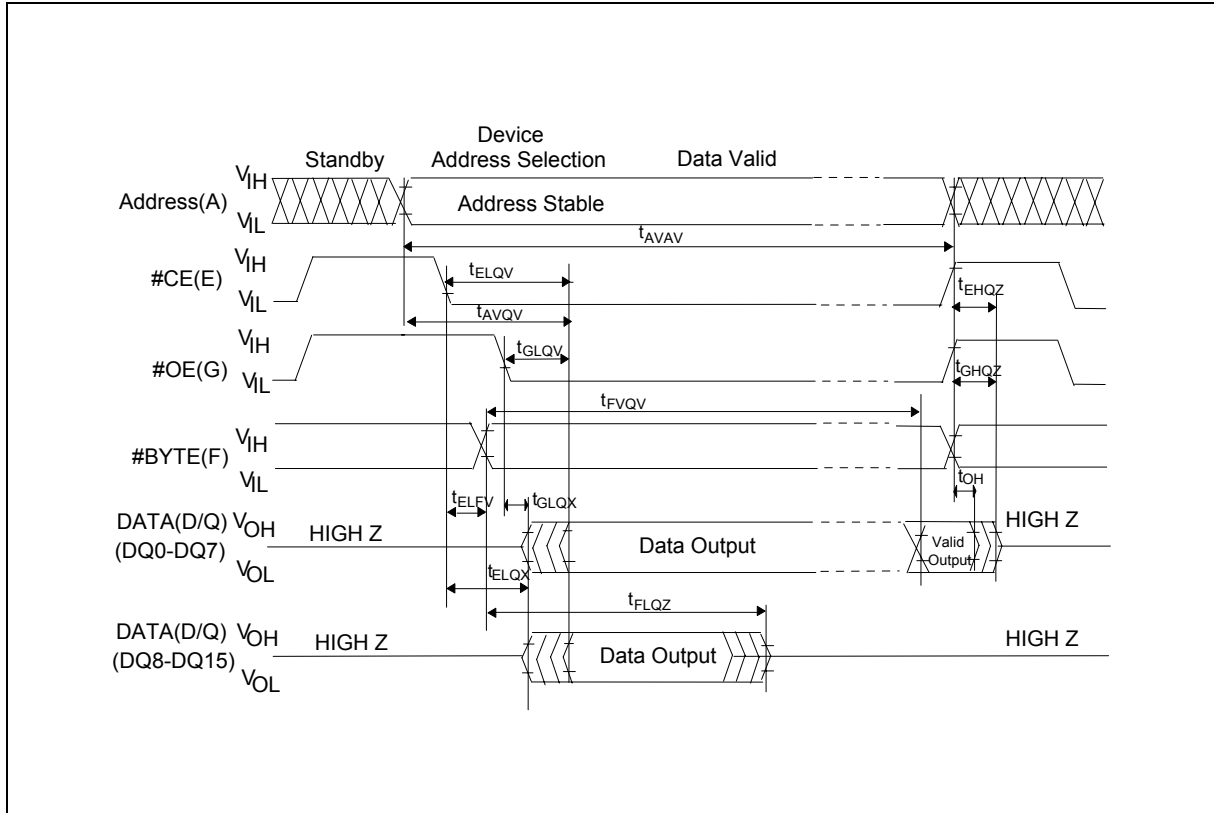 Device
Standby Address Selection Data Valid
VIH
Address(A) Address Stable
VIL
tAVAV
VIH
#CE(E) tELQV
VIL tEHQZ
tAVQV
VIH
#OE(G) tGLQV
VIL tGHQZ
tFVQV
VIH
#BYTE(F)
VIL
tOH
tELFV tGLQX
DATA(D/Q) VOH HIGH Z HIGH Z
(DQ0-DQ7) Data Output Valid
Output
VOL
tELQX
tFLQZ
DATA(D/Q) VOH HIGH Z HIGH Z
(DQ8-DQ15) Data Output
VOL